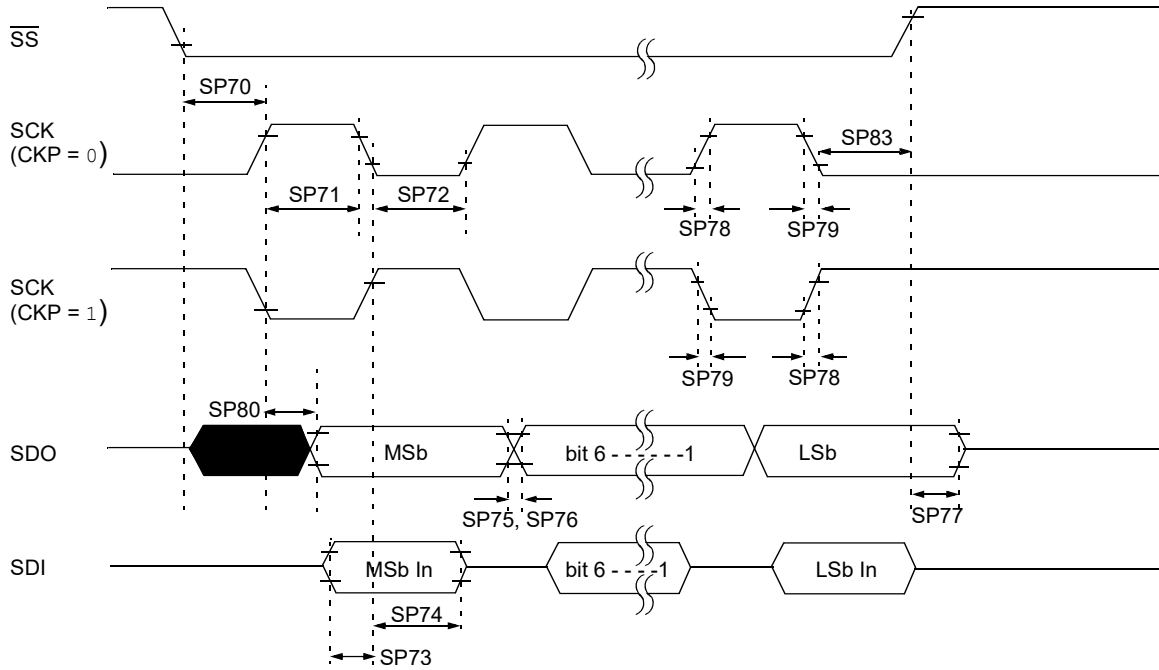 SS
SP70
SCK
(CKP = 0)
SP83
SP71
SP72
SP78
SP79
SCK
(CKP = 1)
SP79
SP78
SP80
SDO
MSb
bit 6 - - - - - - -1
LSb
SP75, SP76
SP77
SDI
MSb In
bit 6 - - - - -1
LSb In
SP74
SP73